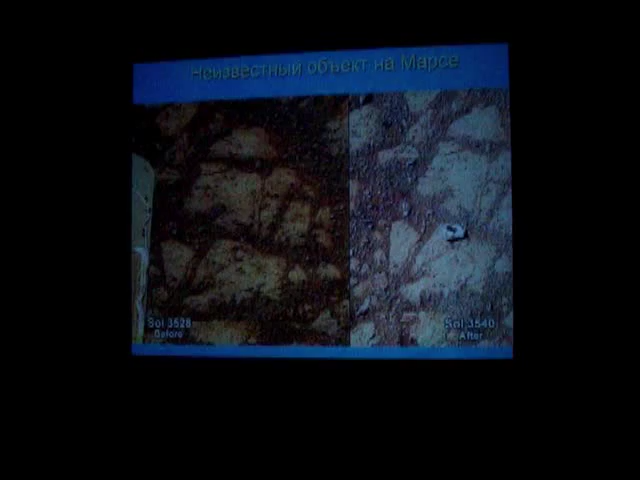 Неизвестный объект на Марсе
Sol 3528
Before
Sol 3540
After